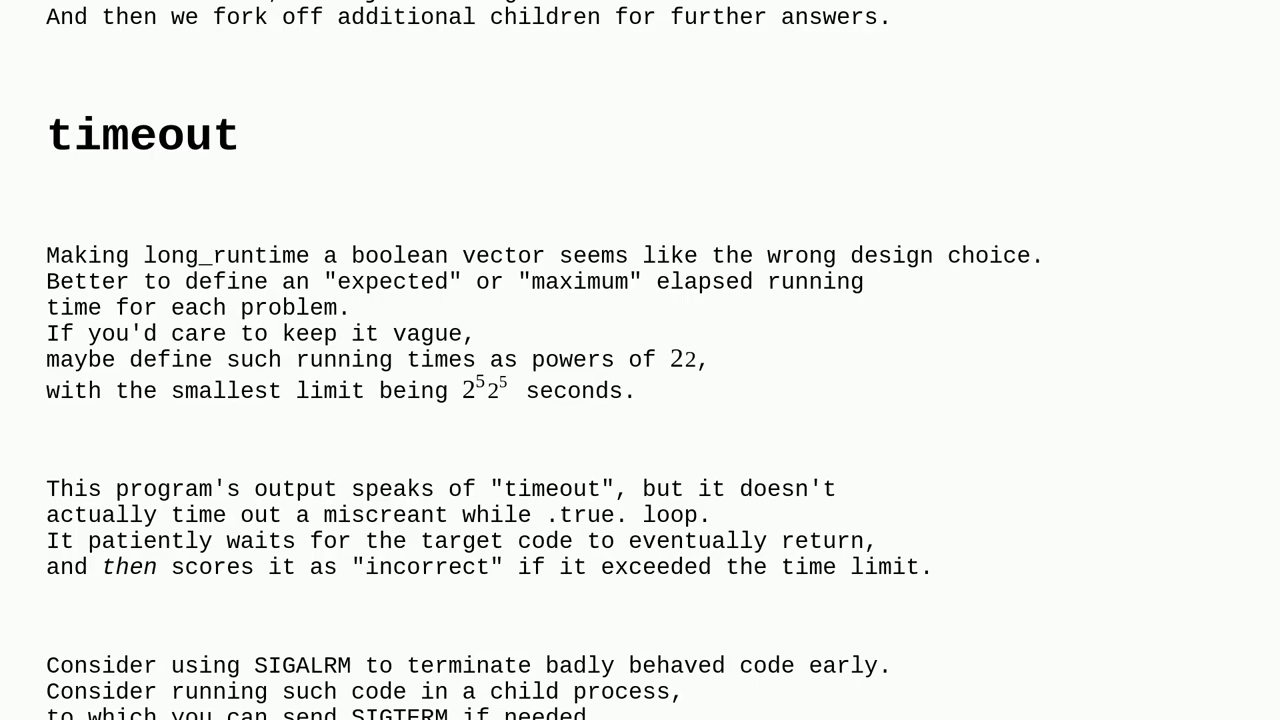 And then we fork off additional children for further answers.
timeout
Making long_runtime a boolean vector seems like the wrong design choice.
Better to define an "expected" or "maximum" elapsed running
time for each problem.
If you'd care to keep it vague,
maybe define such running times as powers of 22,
with the smallest limit being 2⁵2⁵ seconds.
This program's output speaks of "timeout", but it doesn't
actually time out a miscreant while .true. loop.
It patiently waits for the target code to eventually return,
and then scores it as "incorrect" if it exceeded the time limit.
Consider using SIGALRM to terminate badly behaved code early.
Consider running such code in a child process,
to which you can send SIGTERM if needed